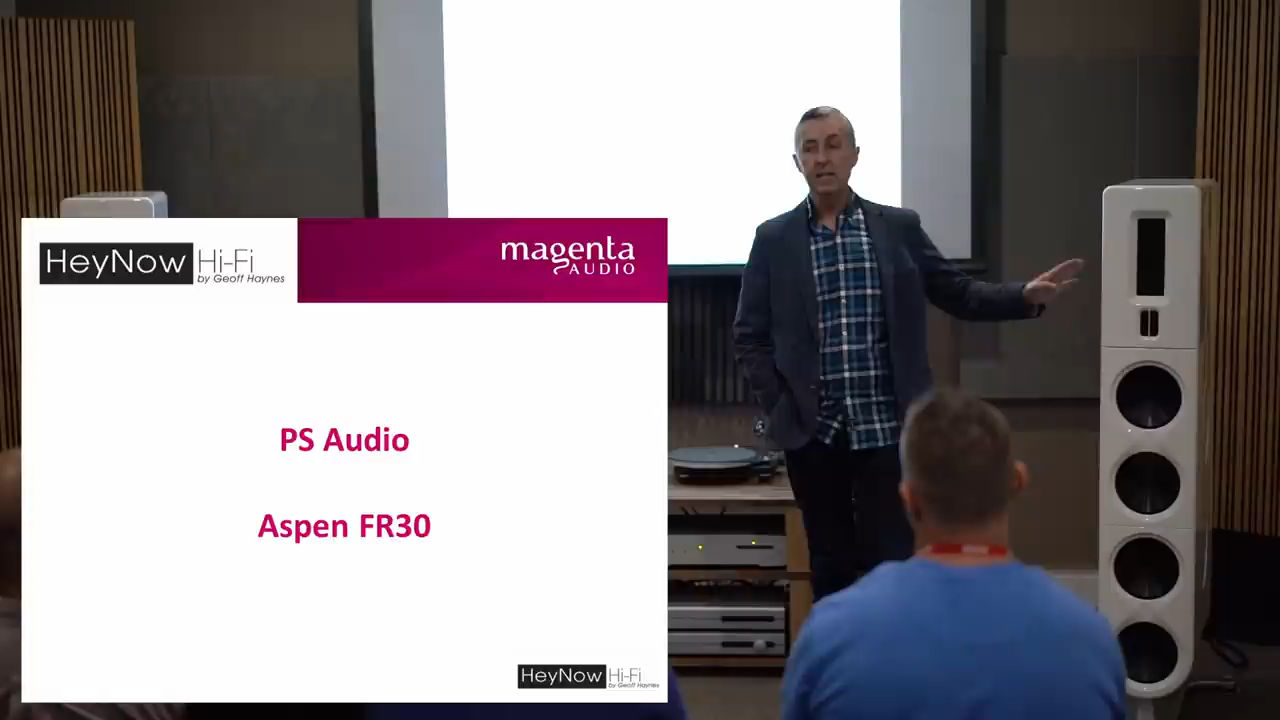 HeyNow Hi-Fi
by Geoff Haynes
magenta
AUDIO
PS Audio
Aspen FR30
HeyNow Hi-Fi
by Geoff Haynes